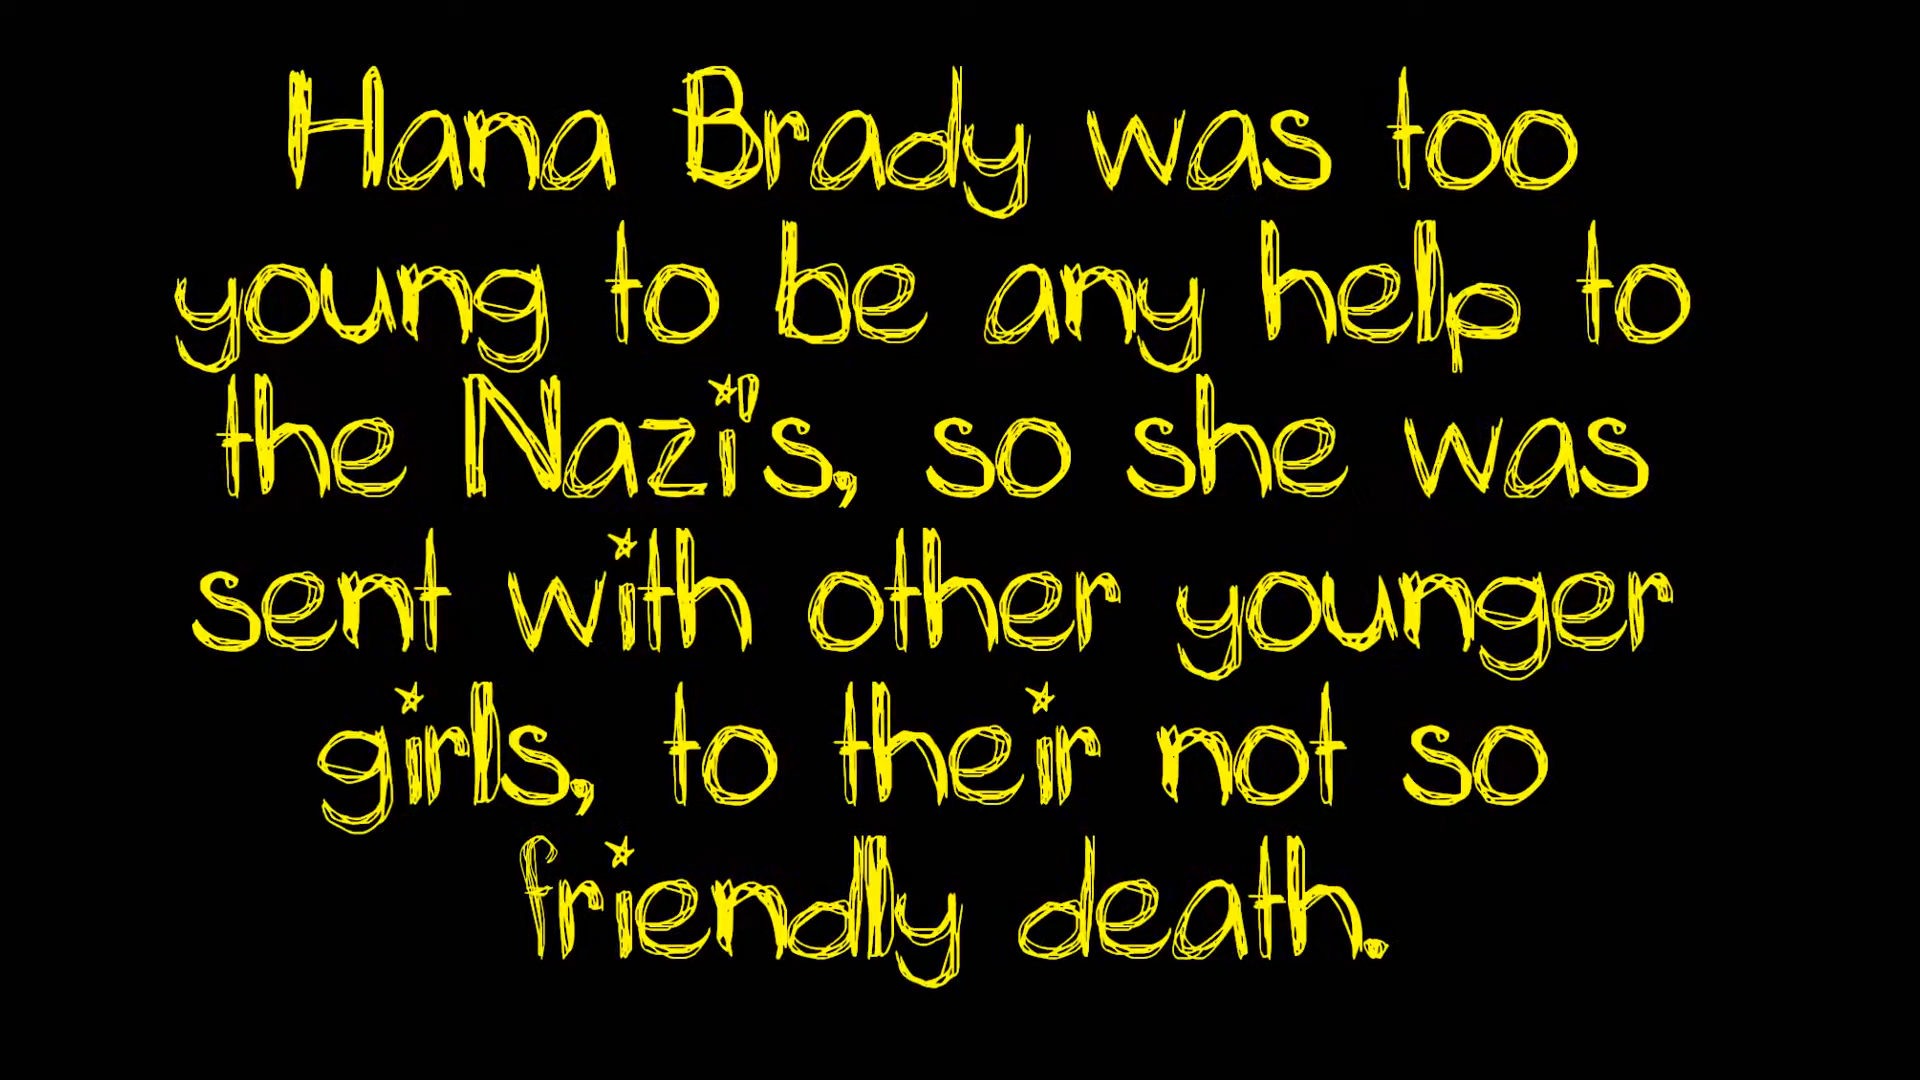 Hana Brady was too
young to be any help to
the Nazi's, so she was
sent with other younger
girls, to their not so
friendly death.